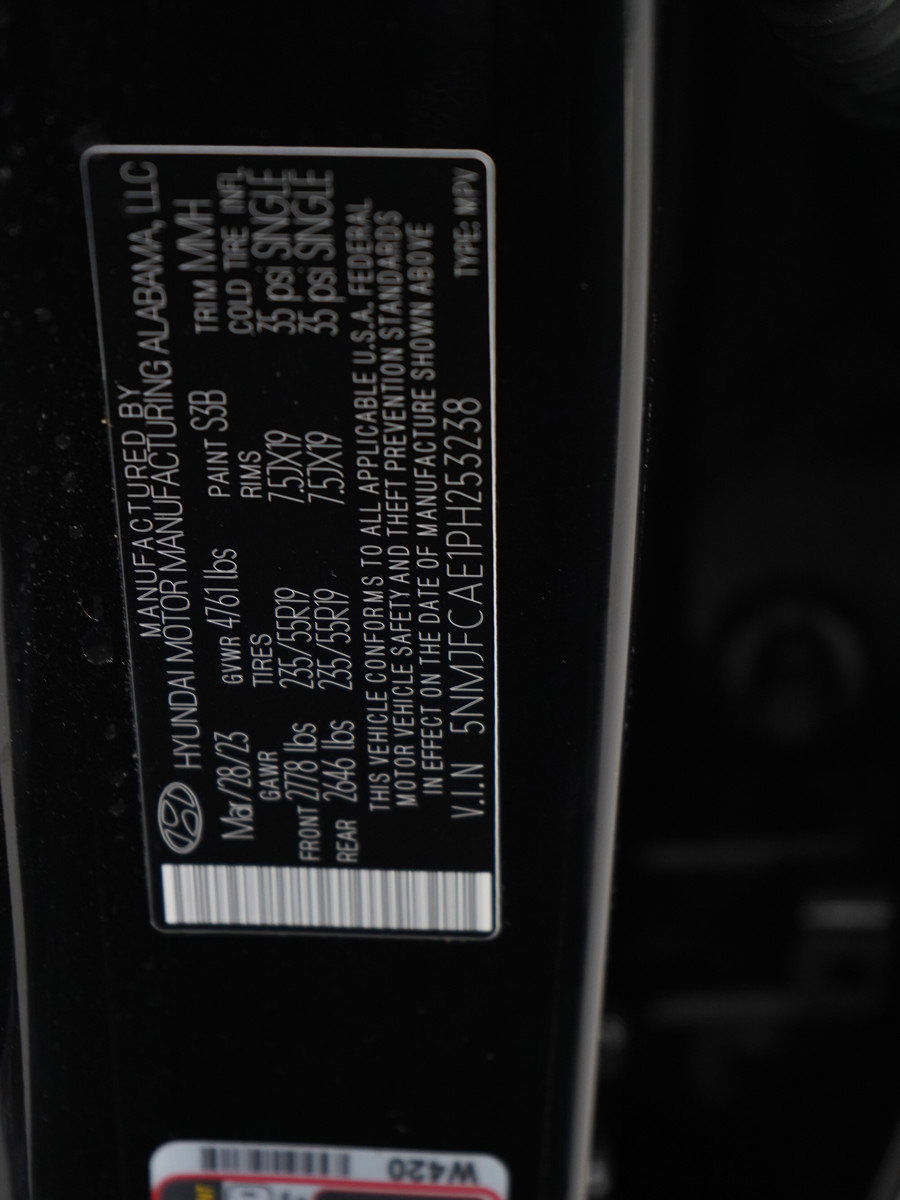 MANUFACTURED BY
HYUNDAI MOTOR MANUFACTURING ALABAMA, LLC
Mar/28/23 GVWR 4761 lbs PAINT S3B TRIM MMH
GAWR TIRES RIMS COLD TIRE INFL
FRONT 2778 lbs 235/55R19 7.5JX19 35 psi SINGLE
REAR 2646 lbs 235/55R19 7.5JX19 35 psi SINGLE
THIS VEHICLE CONFORMS TO ALL APPLICABLE U.S.A. FEDERAL
MOTOR VEHICLE SAFETY AND THEFT PREVENTION STANDARDS
IN EFFECT ON THE DATE OF MANUFACTURE SHOWN ABOVE
V.I.N 5NMJFCAE1PH253238 TYPE: MPV
W420